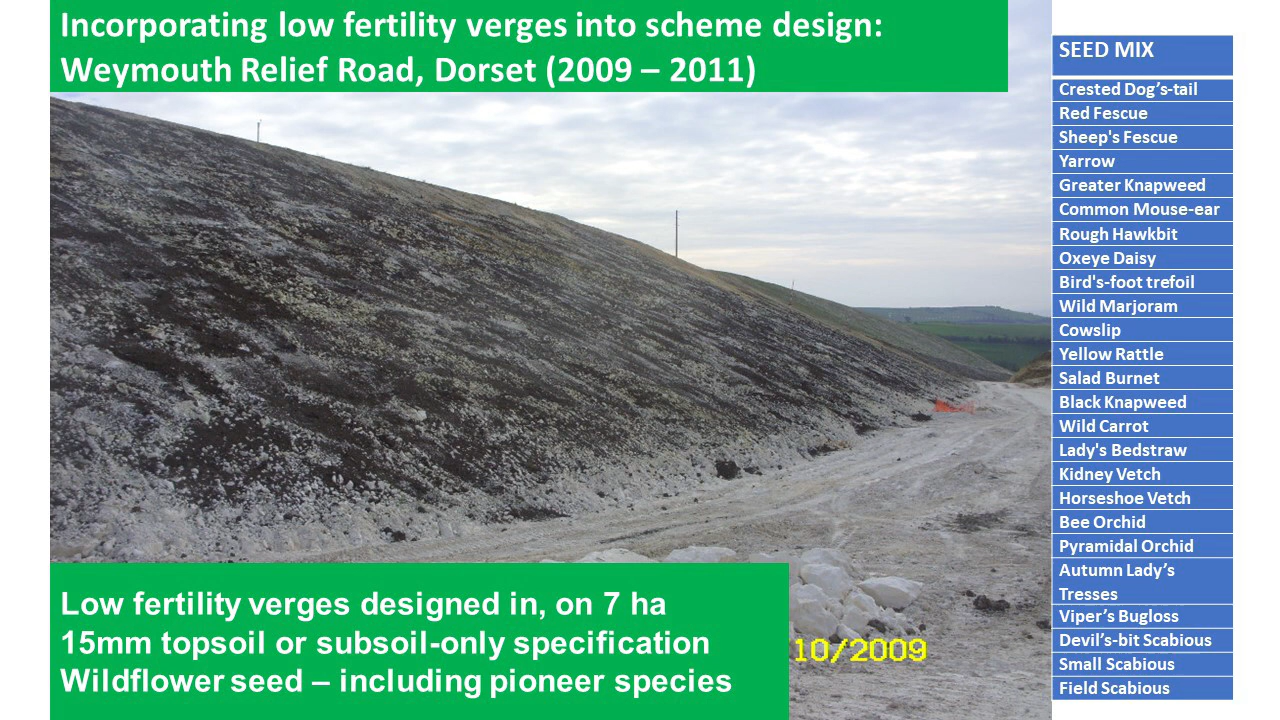 Incorporating low fertility verges into scheme design:
Weymouth Relief Road, Dorset (2009 – 2011)
SEED MIX
Crested Dog’s-tail
Red Fescue
Sheep's Fescue
Yarrow
Greater Knapweed
Common Mouse-ear
Rough Hawkbit
Oxeye Daisy
Bird's-foot trefoil
Wild Marjoram
Cowslip
Yellow Rattle
Salad Burnet
Black Knapweed
Wild Carrot
Lady's Bedstraw
Kidney Vetch
Horseshoe Vetch
Bee Orchid
Pyramidal Orchid
Autumn Lady’s
Tresses
Viper’s Bugloss
Devil’s-bit Scabious
Small Scabious
Field Scabious
Low fertility verges designed in, on 7 ha
15mm topsoil or subsoil-only specification
Wildflower seed – including pioneer species
10/2009